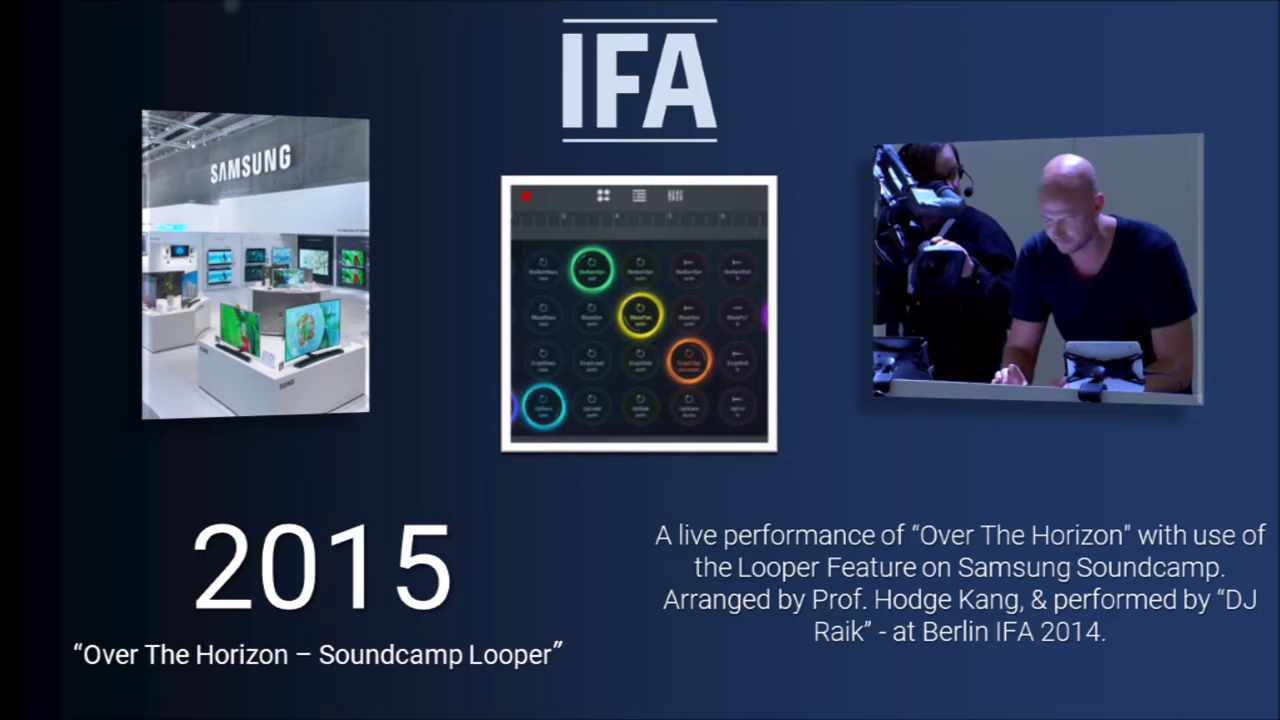 IFA
SAMSUNG
2015
“Over The Horizon – Soundcamp Looper”
A live performance of “Over The Horizon" with use of
the Looper Feature on Samsung Soundcamp.
Arranged by Prof. Hodge Kang, & performed by “DJ
Raik” - at Berlin IFA 2014.